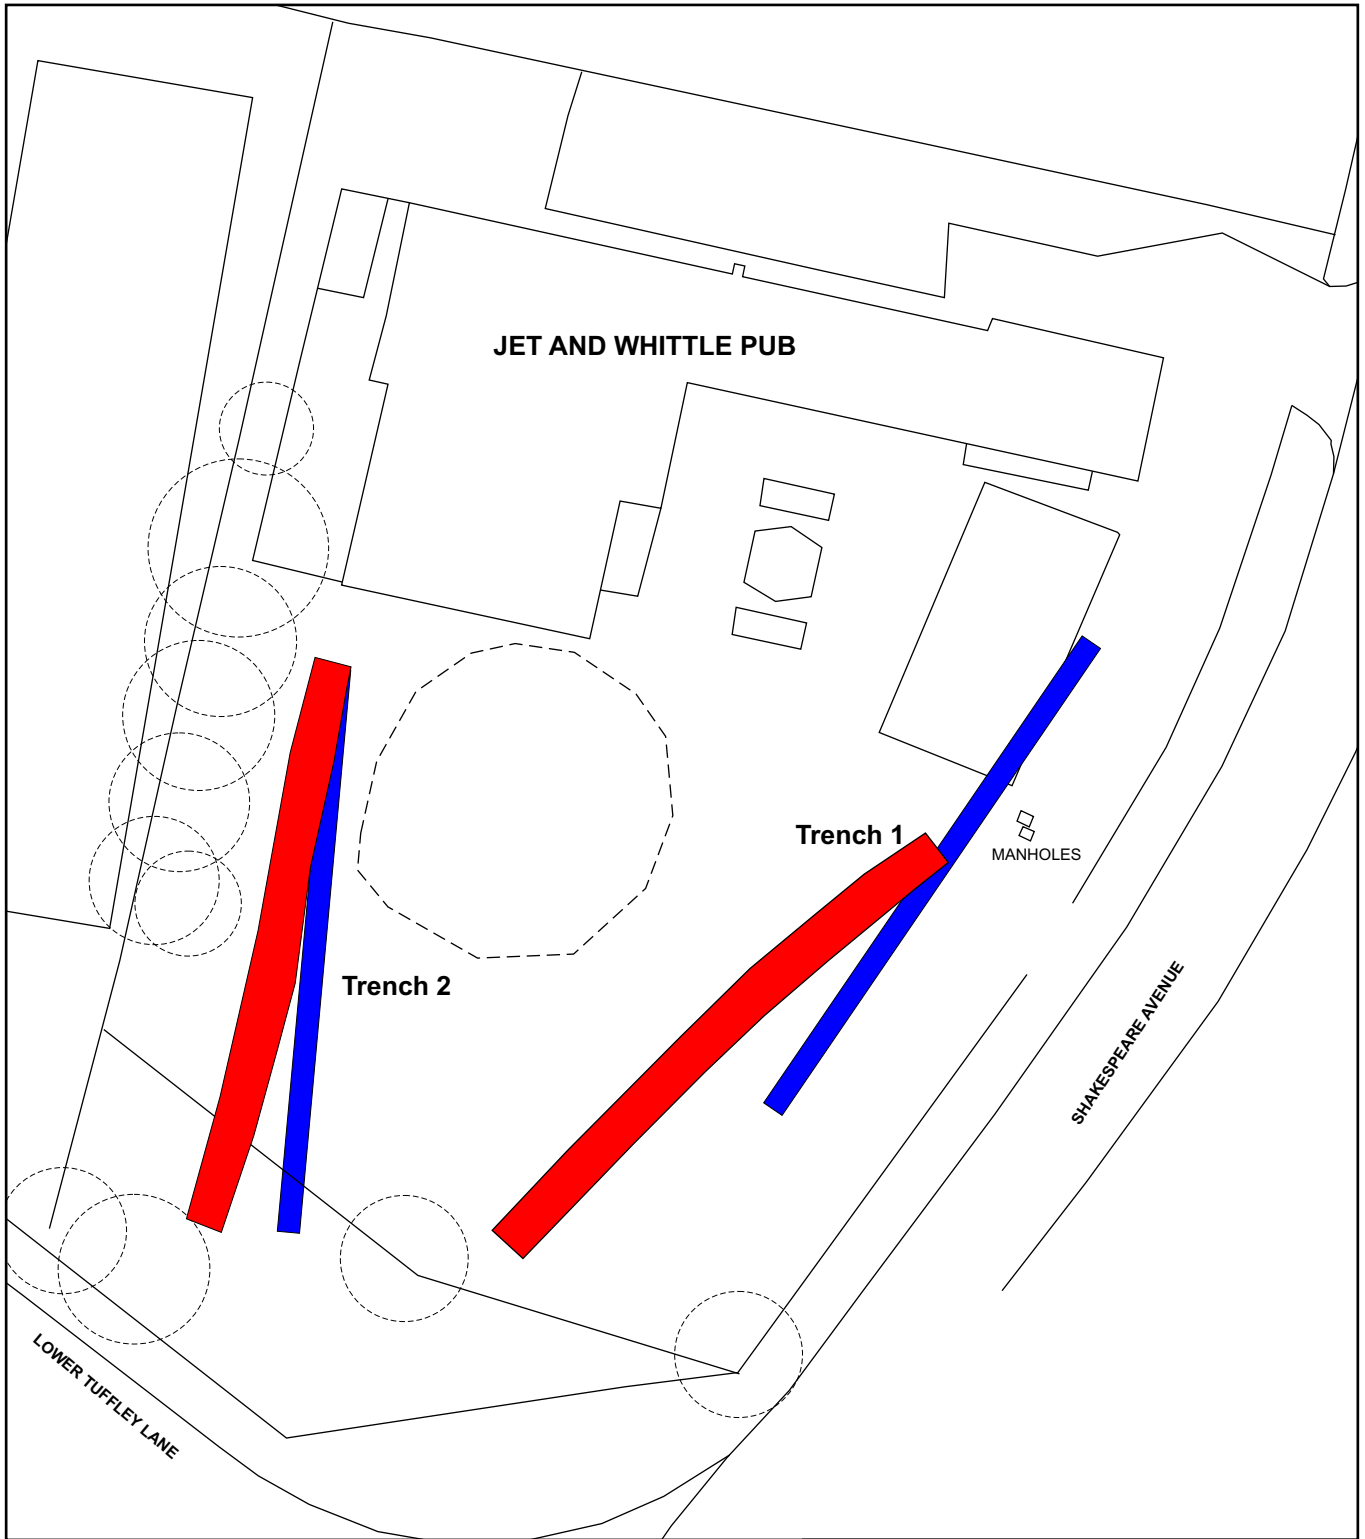 JET AND WHITTLE PUB
Trench 1
MANHOLES
Trench 2
SHAKESPEARE AVENUE
LOWER TUFFLEY LANE